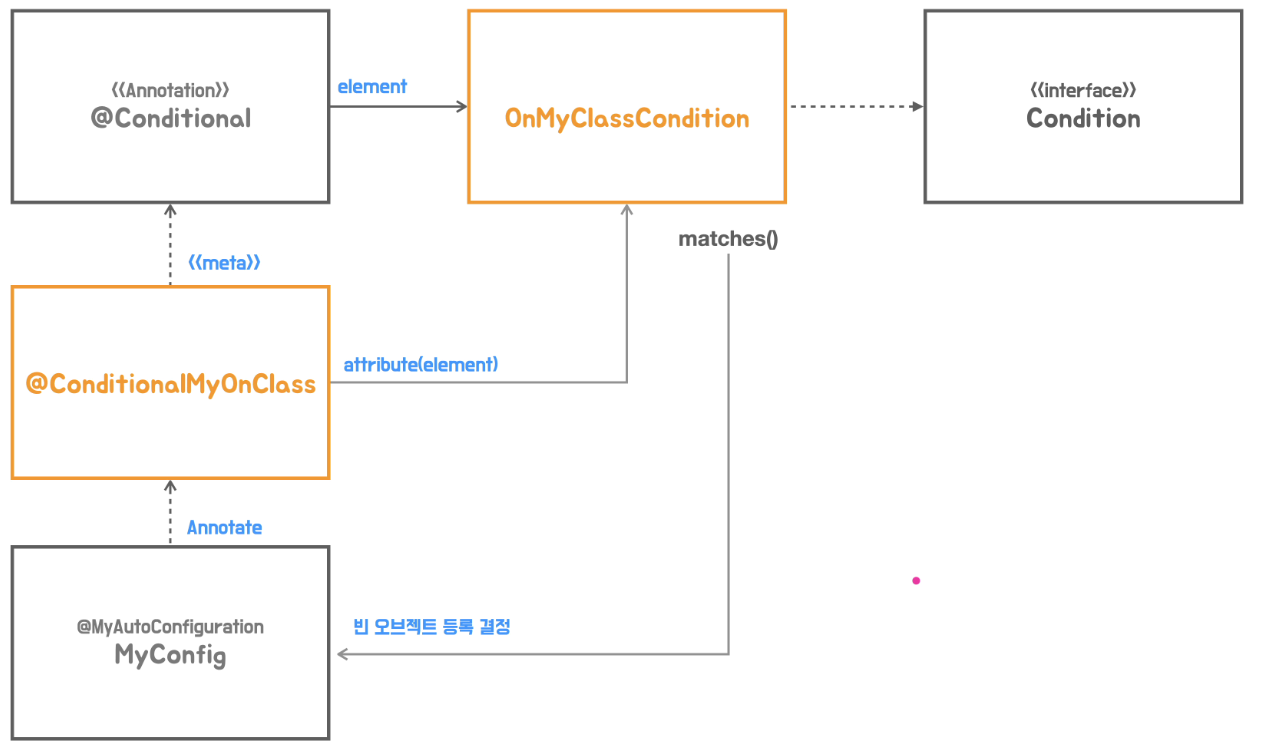 <<Annotation>>
@Conditional
element
OnMyClassCondition
<<interface>>
Condition
matches()
<<meta>>
@ConditionalMyOnClass
attribute(element)
Annotate
@MyAutoConfiguration
MyConfig
빈 오브젝트 등록 결정